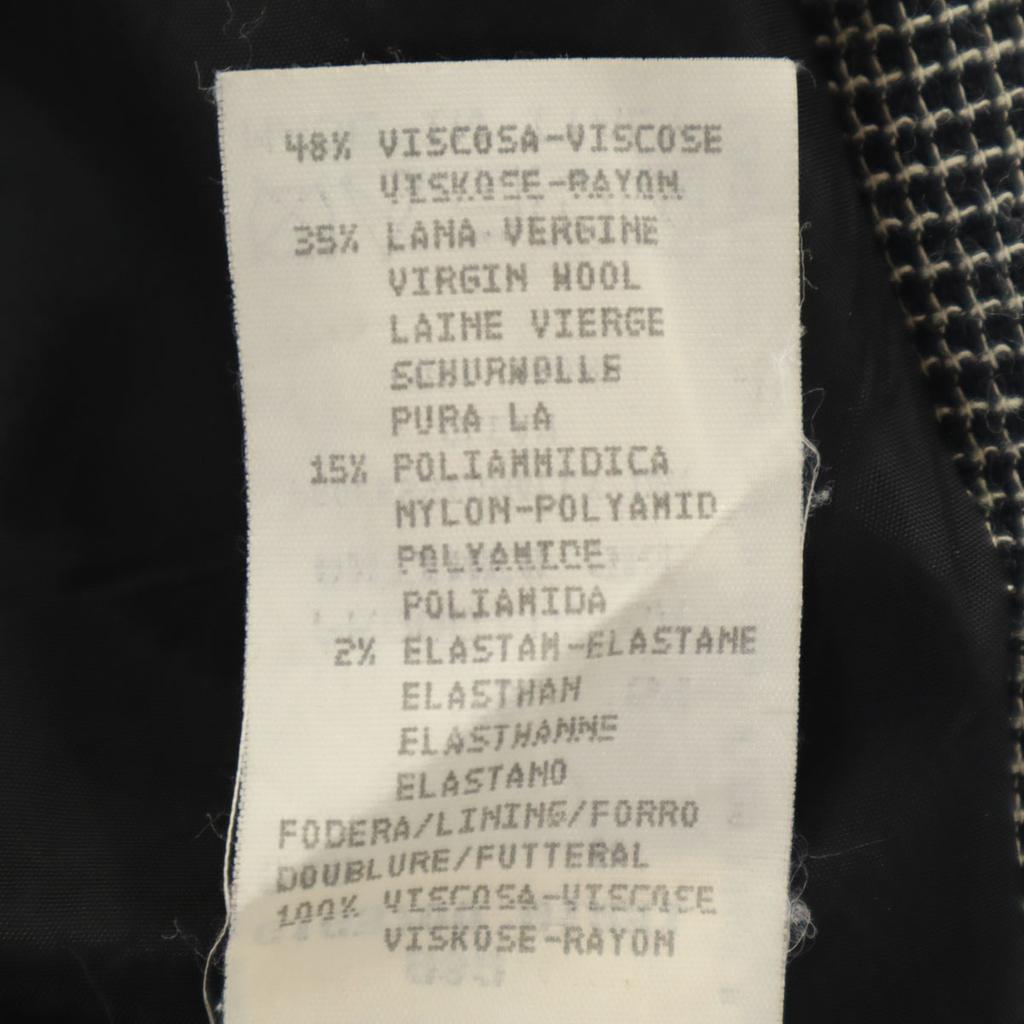 48% VISCOSA-VISCOSE
VISKOSE-RAYON
35% LANA VERGINE
VIRGIN WOOL
LAINE VIERGE
SCHURWOLLE
PURA LA
15% POLIAMMIDICA
NYLON-POLYAMID
POLYAMIDE
POLIAMIDA
2% ELASTAM-ELASTANE
ELASTHAN
ELASTHANNE
ELASTANO
FODERA/LINING/FORRO
DOUBLURE/FUTTERAL
100% VISCOSA-VISCOSE
VISKOSE-RAYON